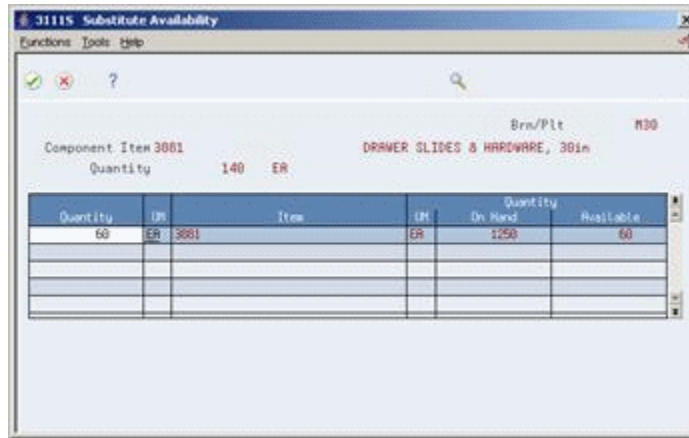 3111S Substitute Availability
Functions Tools Help
?
Brn/Plt M30
Component Item 3081 DRAWER SLIDES & HARDWARE, 30in
Quantity 140 EA
Quantity
Quantity UM Item UM On Hand Available
60 EA 3081 EA 1250 60